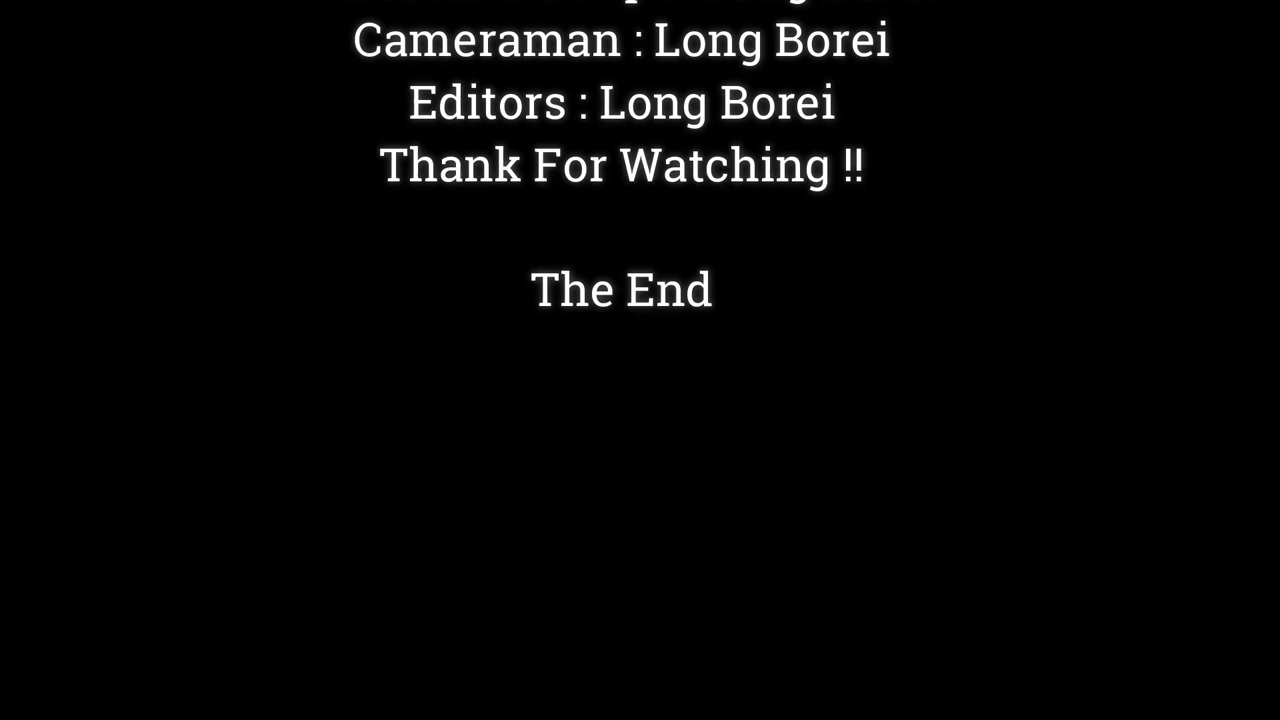 Cameraman : Long Borei
Editors : Long Borei
Thank For Watching !!
The End